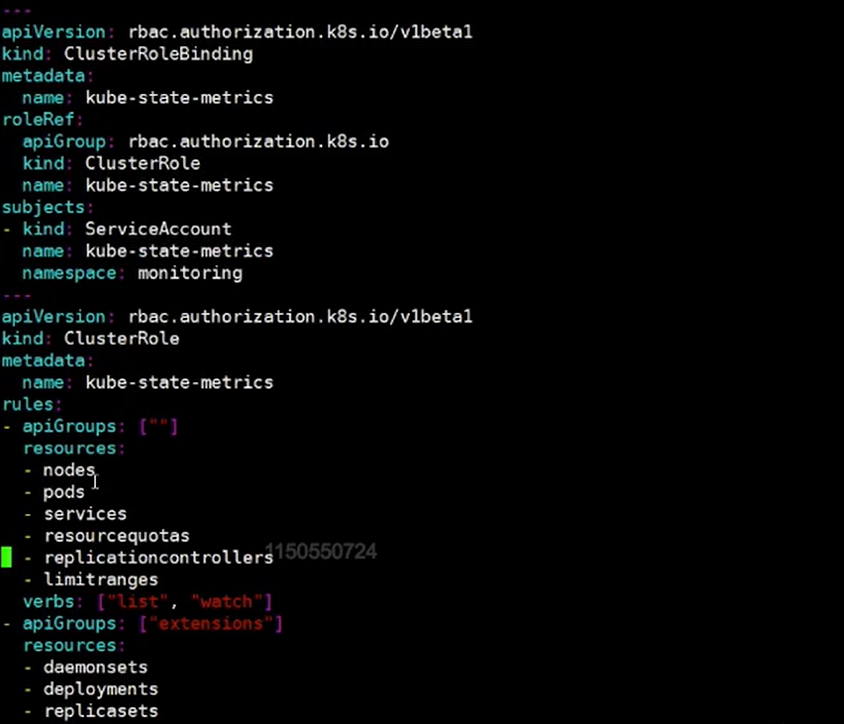 ---
apiVersion: rbac.authorization.k8s.io/v1beta1
kind: ClusterRoleBinding
metadata:
  name: kube-state-metrics
roleRef:
  apiGroup: rbac.authorization.k8s.io
  kind: ClusterRole
  name: kube-state-metrics
subjects:
- kind: ServiceAccount
  name: kube-state-metrics
  namespace: monitoring
---
apiVersion: rbac.authorization.k8s.io/v1beta1
kind: ClusterRole
metadata:
  name: kube-state-metrics
rules:
- apiGroups: [""]
  resources:
  - nodes
  - pods
  - services
  - resourcequotas
  - replicationcontrollers
1150550724
  - limitranges
  verbs: ["list", "watch"]
- apiGroups: ["extensions"]
  resources:
  - daemonsets
  - deployments
  - replicasets